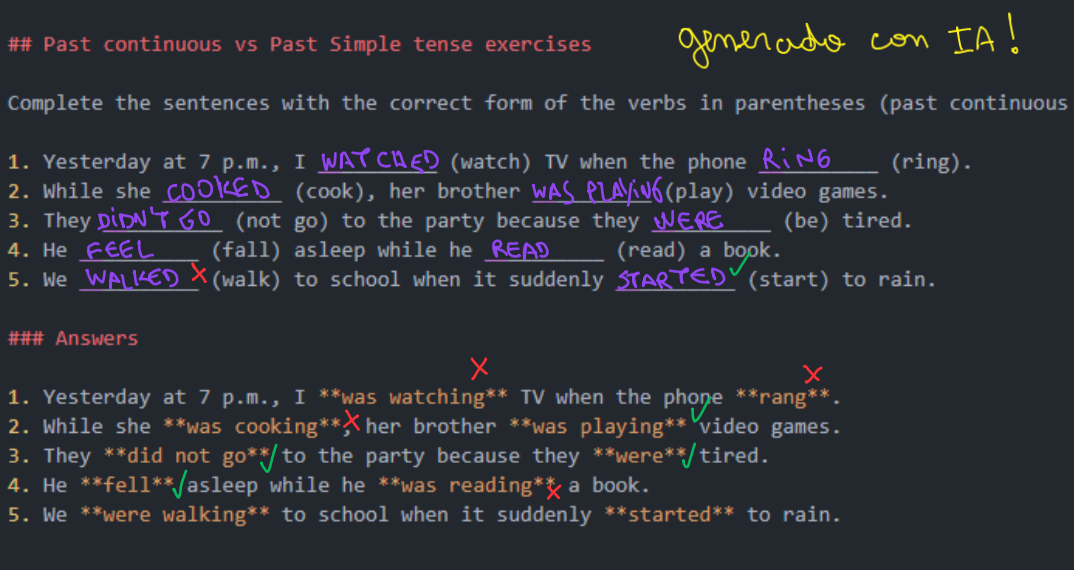 ## Past continuous vs Past Simple tense exercises generado con IA!
Complete the sentences with the correct form of the verbs in parentheses (past continuous
1. Yesterday at 7 p.m., I WATCHED (watch) TV when the phone RING (ring).
2. While she COOKED (cook), her brother WAS PLAYING (play) video games.
3. They DIDN'T GO (not go) to the party because they WERE (be) tired.
4. He FEEL (fall) asleep while he READ (read) a book.
5. We WALKED (walk) to school when it suddenly STARTED (start) to rain.
### Answers
1. Yesterday at 7 p.m., I **was watching** TV when the phone **rang**.
2. While she **was cooking**, her brother **was playing** video games.
3. They **did not go** to the party because they **were** tired.
4. He **fell** asleep while he **was reading** a book.
5. We **were walking** to school when it suddenly **started** to rain.